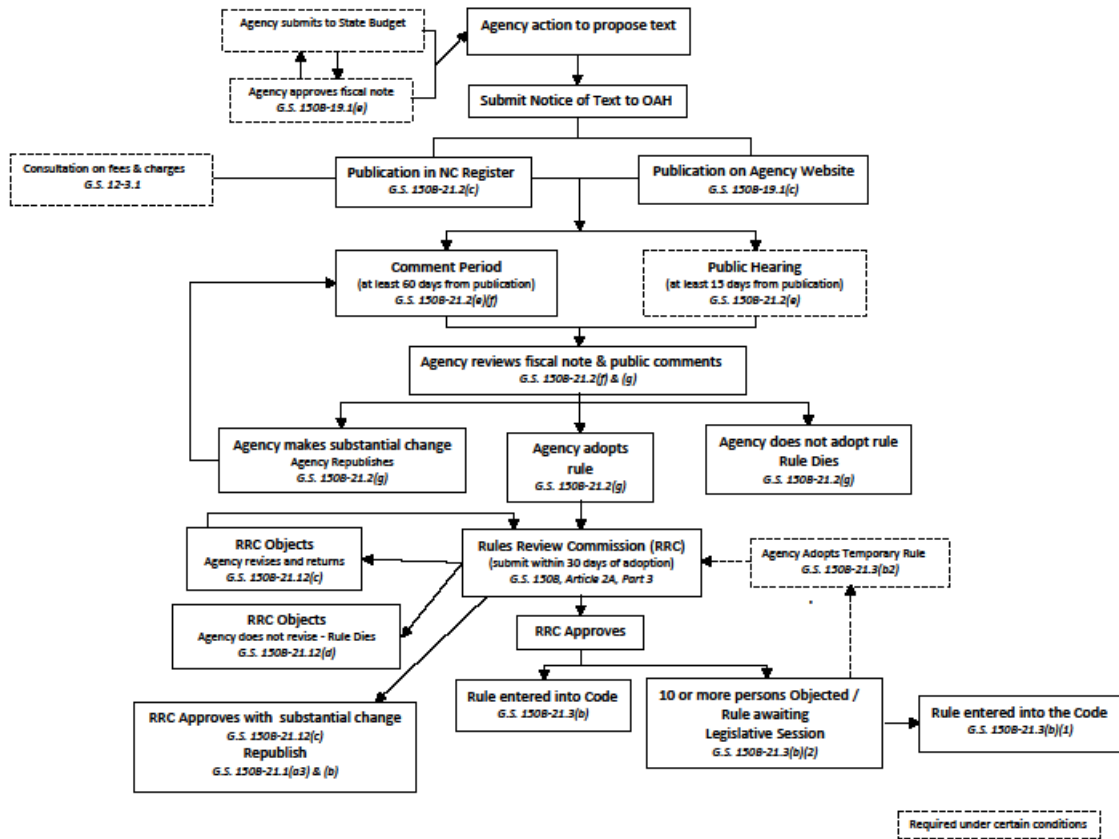 Agency submits to State Budget
Agency action to propose text
Agency approves fiscal note
G.S. 150B-19.1(e)
Submit Notice of Text to OAH
Consultation on fees & charges
G.S. 12-3.1
Publication in NC Register
G.S. 150B-21.2(c)
Publication on Agency Website
G.S. 150B-19.1(c)
Comment Period
(at least 60 days from publication)
G.S. 150B-21.2(e)(f)
Public Hearing
(at least 15 days from publication)
G.S. 150B-21.2(e)
Agency reviews fiscal note & public comments
G.S. 150B-21.2(f) & (g)
Agency makes substantial change
Agency Republishes
G.S. 150B-21.2(g)
Agency adopts
rule
G.S. 150B-21.2(g)
Agency does not adopt rule
Rule Dies
G.S. 150B-21.2(g)
RRC Objects
Agency revises and returns
G.S. 150B-21.12(c)
Rules Review Commission (RRC)
(submit within 30 days of adoption)
G.S. 150B, Article 2A, Part 3
Agency Adopts Temporary Rule
G.S. 150B-21.3(b2)
RRC Objects
Agency does not revise - Rule Dies
G.S. 150B-21.12(d)
RRC Approves
RRC Approves with substantial change
G.S. 150B-21.12(c)
Republish
G.S. 150B-21.1(a3) & (b)
Rule entered into Code
G.S. 150B-21.3(b)
10 or more persons Objected /
Rule awaiting
Legislative Session
G.S. 150B-21.3(b)(2)
Rule entered into the Code
G.S. 150B-21.3(b)(1)
Required under certain conditions